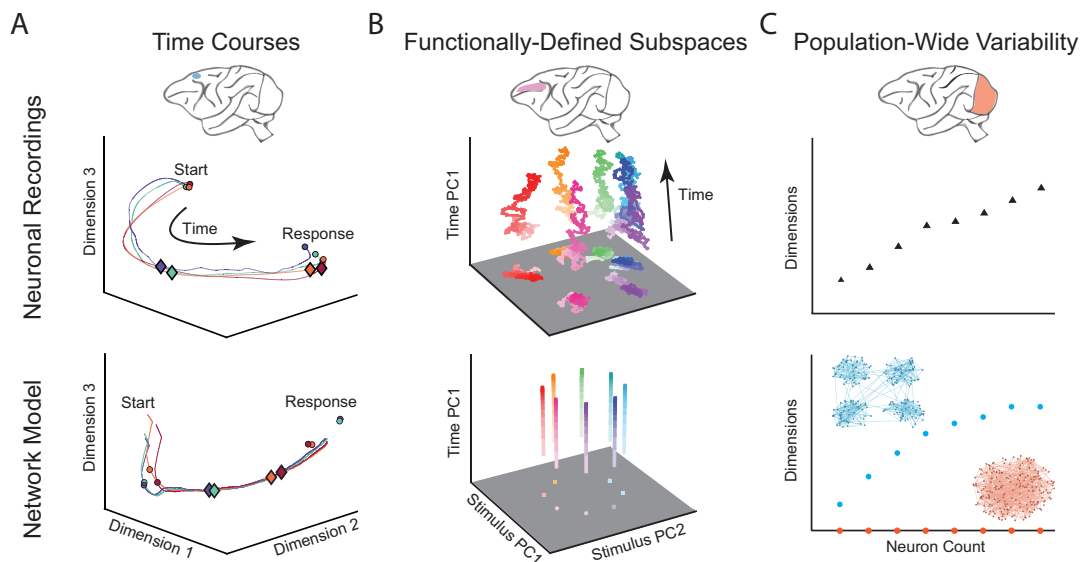 A
Time Courses
B
Functionally-Defined Subspaces
C
Population-Wide Variability
Neuronal Recordings
Dimension 3
Start
Time
Response
Time PC1
Time
Dimensions
Network Model
Dimension 3
Start
Response
Dimension 1
Dimension 2
Time PC1
Stimulus PC1
Stimulus PC2
Dimensions
Neuron Count